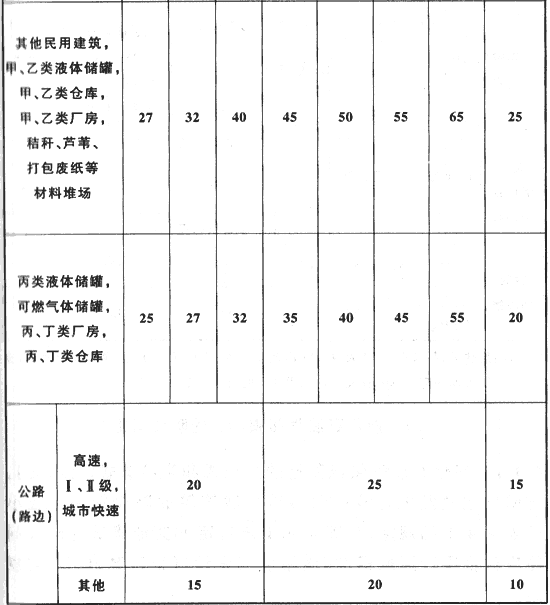 其他民用建筑,
甲、乙类液体储罐,
甲、乙类仓库,
甲、乙类厂房,
秸秆、芦苇、
打包废纸等
材料堆场
27 32 40 45 50 55 65 25
丙类液体储罐,
可燃气体储罐,
丙、丁类厂房,
丙、丁类仓库
25 27 32 35 40 45 55 20
公路
(路边)
高速,
Ⅰ、Ⅱ级,
城市快速
20 25 15
其他 15 20 10